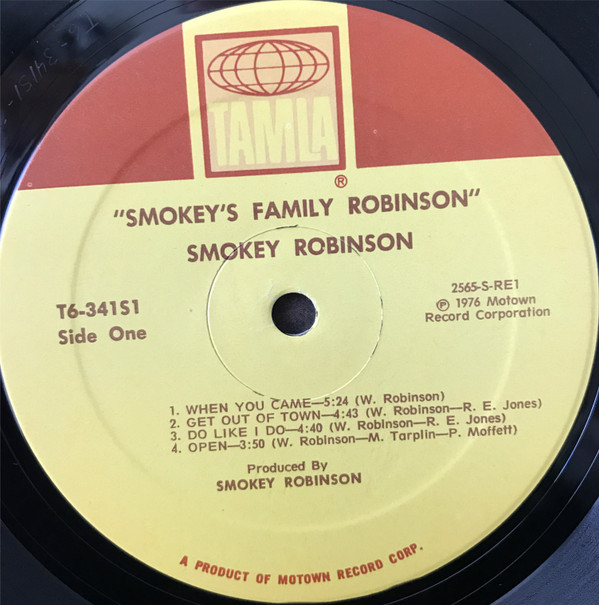 TAMLA
®
"SMOKEY'S FAMILY ROBINSON"
SMOKEY ROBINSON
T6-341S1
Side One
2565-S-RE1
℗ 1976 Motown
Record Corporation
1. WHEN YOU CAME—5:24 (W. Robinson)
2. GET OUT OF TOWN—4:43 (W. Robinson—R. E. Jones)
3. DO LIKE I DO—4:40 (W. Robinson—R. E. Jones)
4. OPEN—3:50 (W. Robinson—M. Tarplin—P. Moffett)
Produced By
SMOKEY ROBINSON
A PRODUCT OF MOTOWN RECORD CORP.